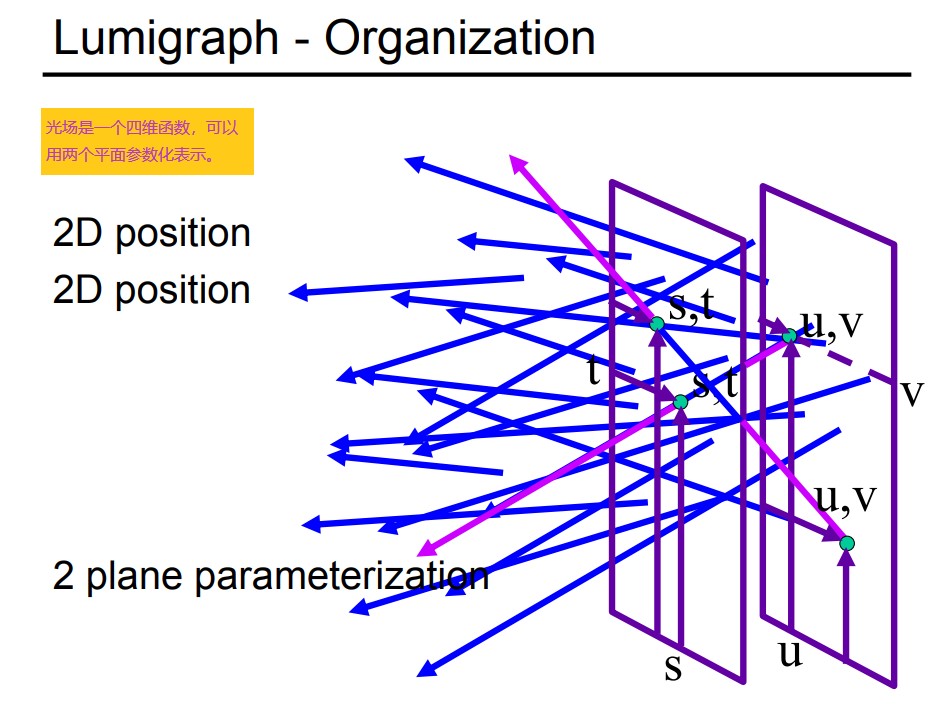 Lumigraph - Organization
光场是一个四维函数，可以
用两个平面参数化表示。
2D position
2D position
s,t
u,v
t
s,t
v
u,v
2 plane parameterization
s
u